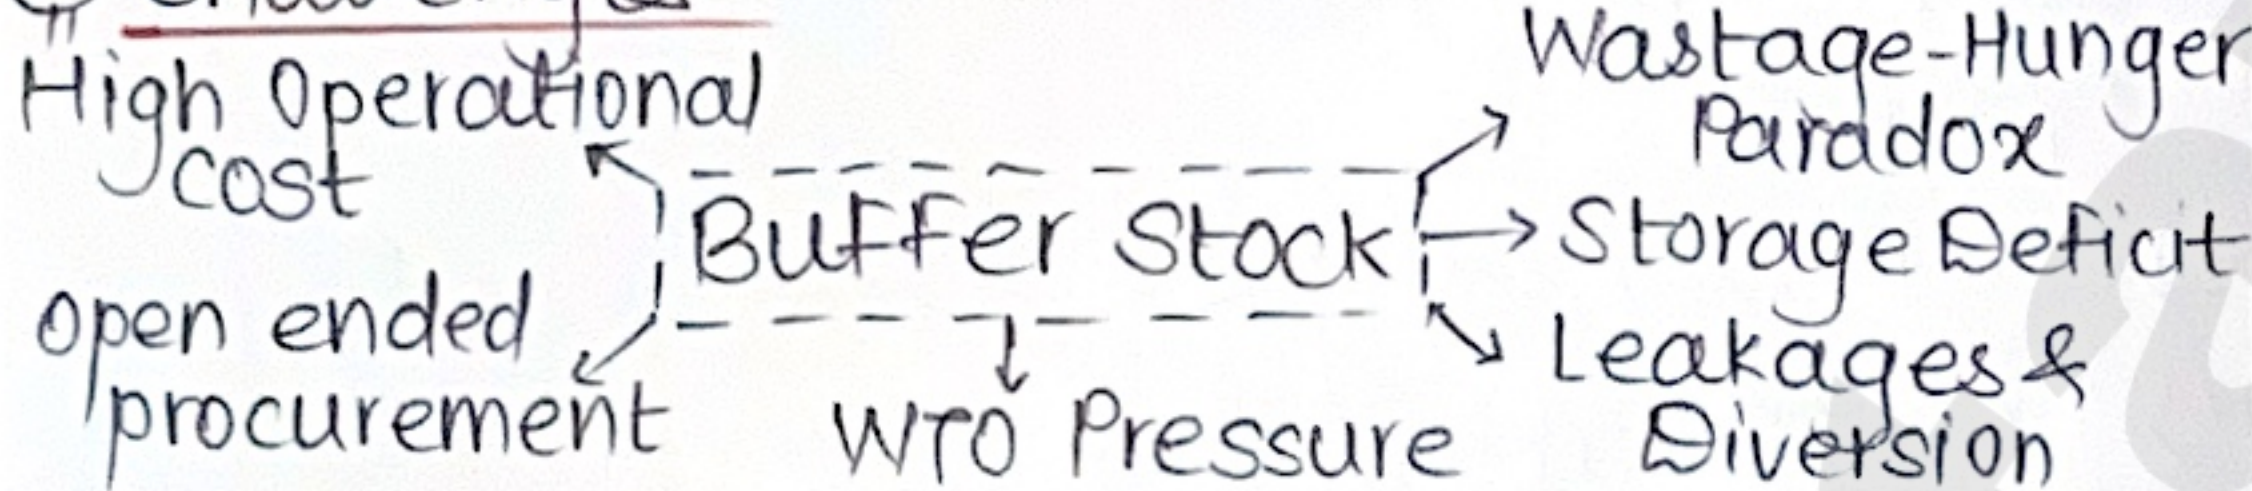 High Operational
cost
Wastage-Hunger
Paradox
Buffer Stock
Storage Deficit
open ended
procurement
WTO Pressure
Leakages &
Diversion